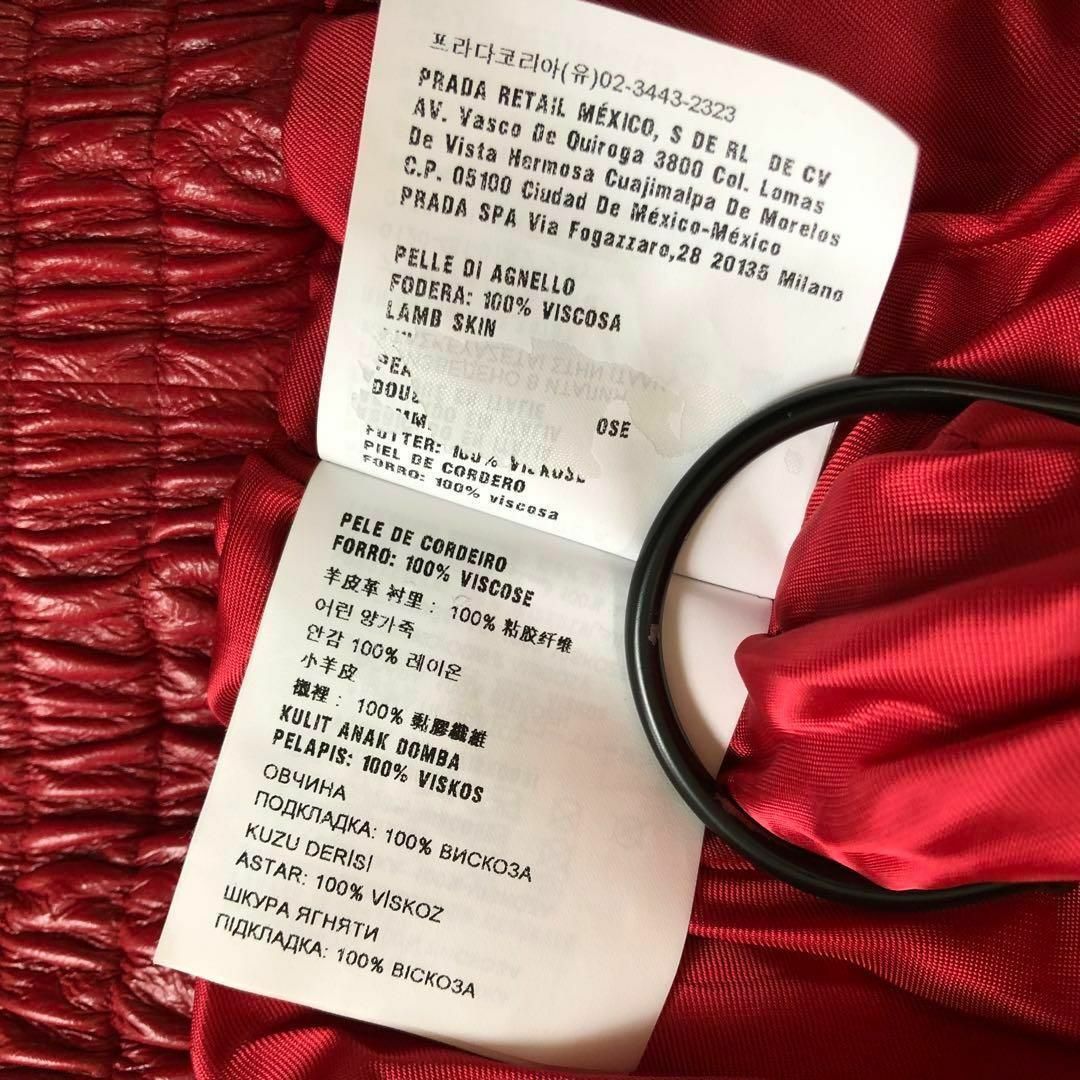 프라다코리아(유)02-3443-2323
PRADA RETAIL MÉXICO, S DE RL DE CV
AV. Vasco De Quiroga 3800 Col. Lomas
De Vista Hermosa Cuajimalpa De Morelos
C.P. 05100 Ciudad De México-México
PRADA SPA Via Fogazzaro,28 20135 Milano
PELLE DI AGNELLO
FODERA: 100% VISCOSA
LAMB SKIN
FUTTER: 100% VISKOSE
PIEL DE CORDERO
FORRO: 100% viscosa
PELE DE CORDEIRO
FORRO: 100% VISCOSE
羊皮革 衬里: 100% 粘胶纤维
어린 양가죽
안감 100% 레이온
小羊皮
襯裡: 100% 黏膠纖維
KULIT ANAK DOMBA
PELAPIS: 100% VISKOS
ОВЧИНА
ПОДКЛАДКА: 100% ВИСКОЗА
KUZU DERİSİ
ASTAR: 100% VİSKOZ
ШКУРА ЯГНЯТИ
ПІДКЛАДКА: 100% ВІСКОЗА